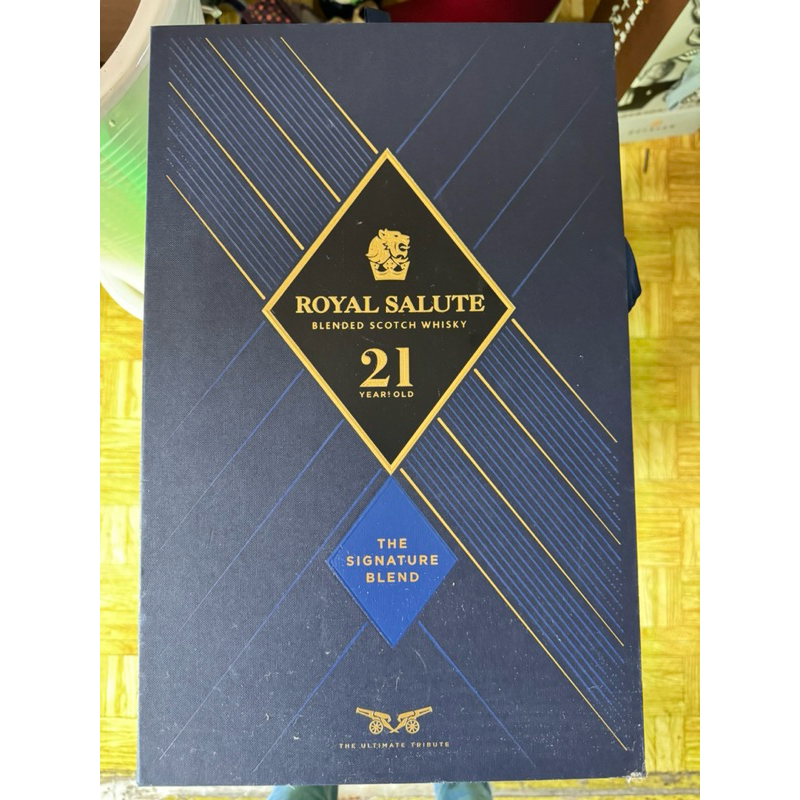 ROYAL SALUTE
BLENDED SCOTCH WHISKY
21
YEARS OLD
THE
SIGNATURE
BLEND
THE ULTIMATE TRIBUTE